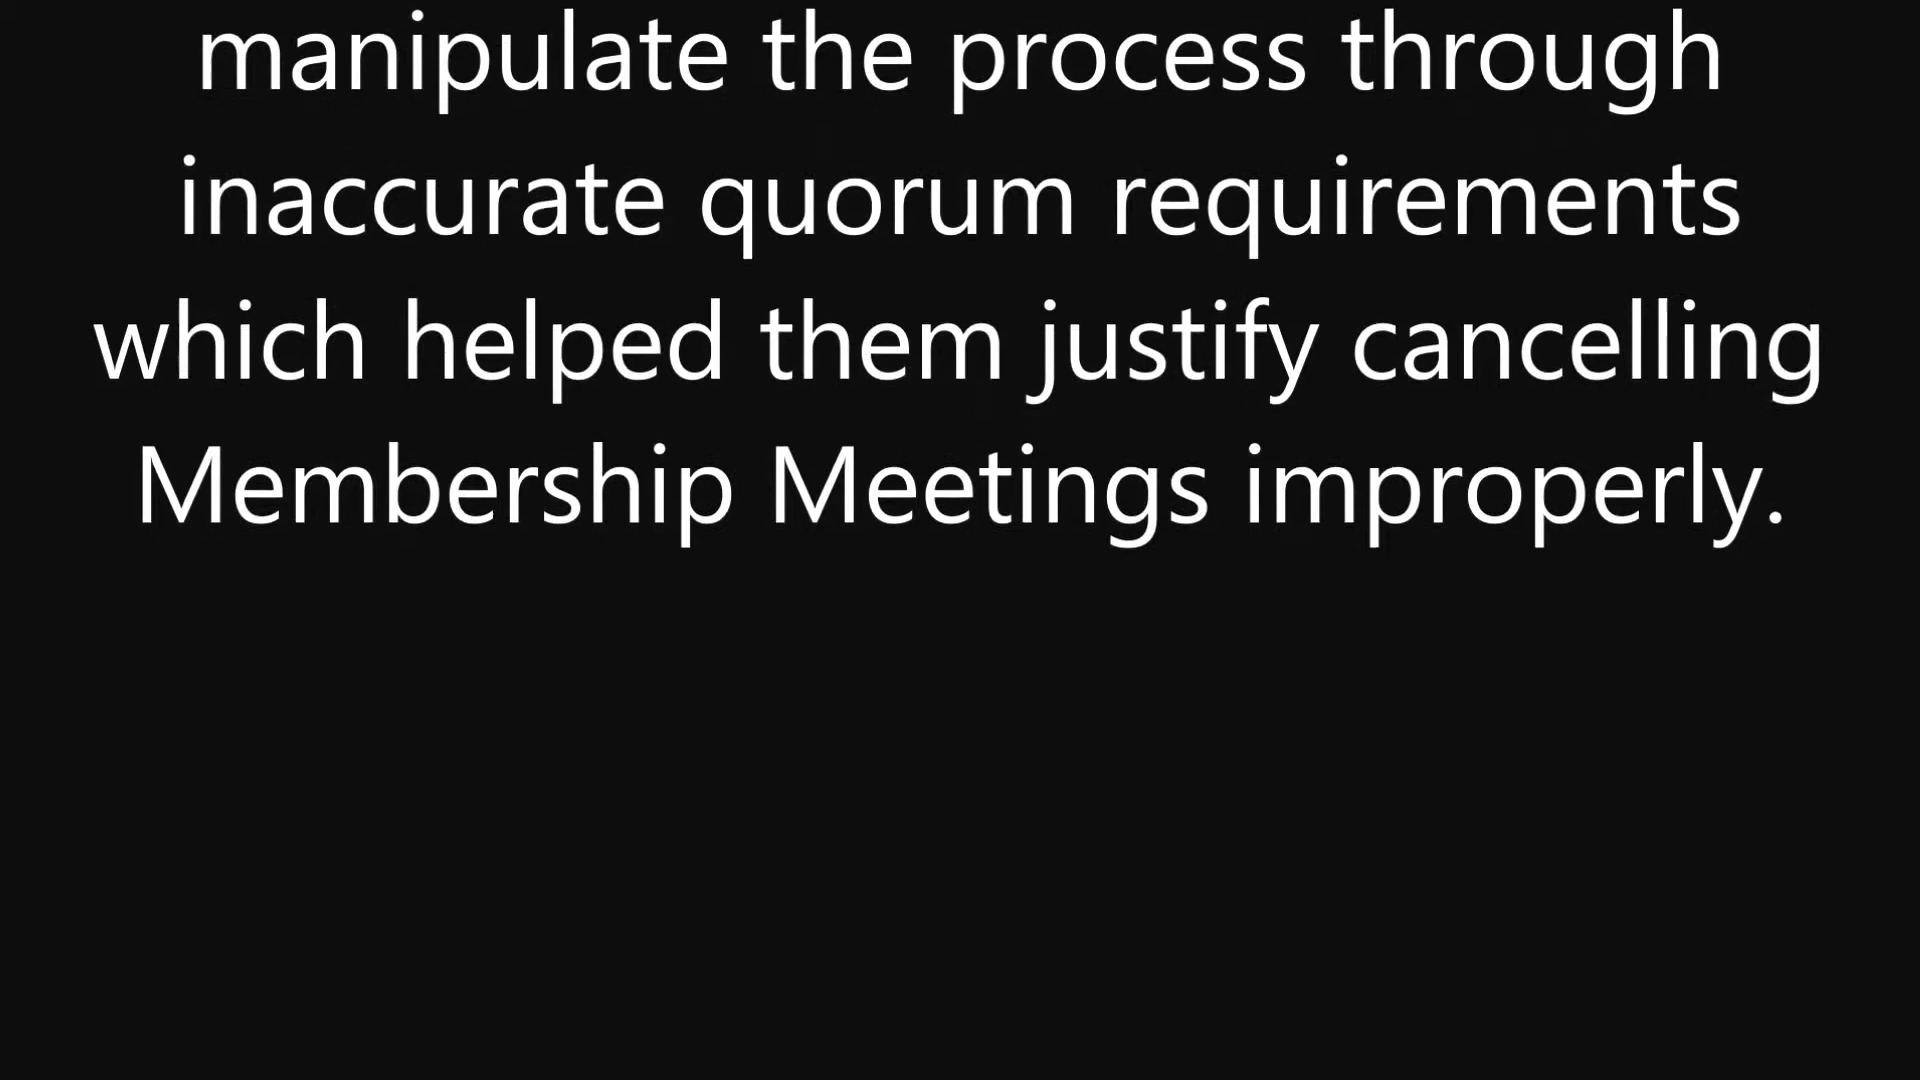 manipulate the process through
inaccurate quorum requirements
which helped them justify cancelling
Membership Meetings improperly.